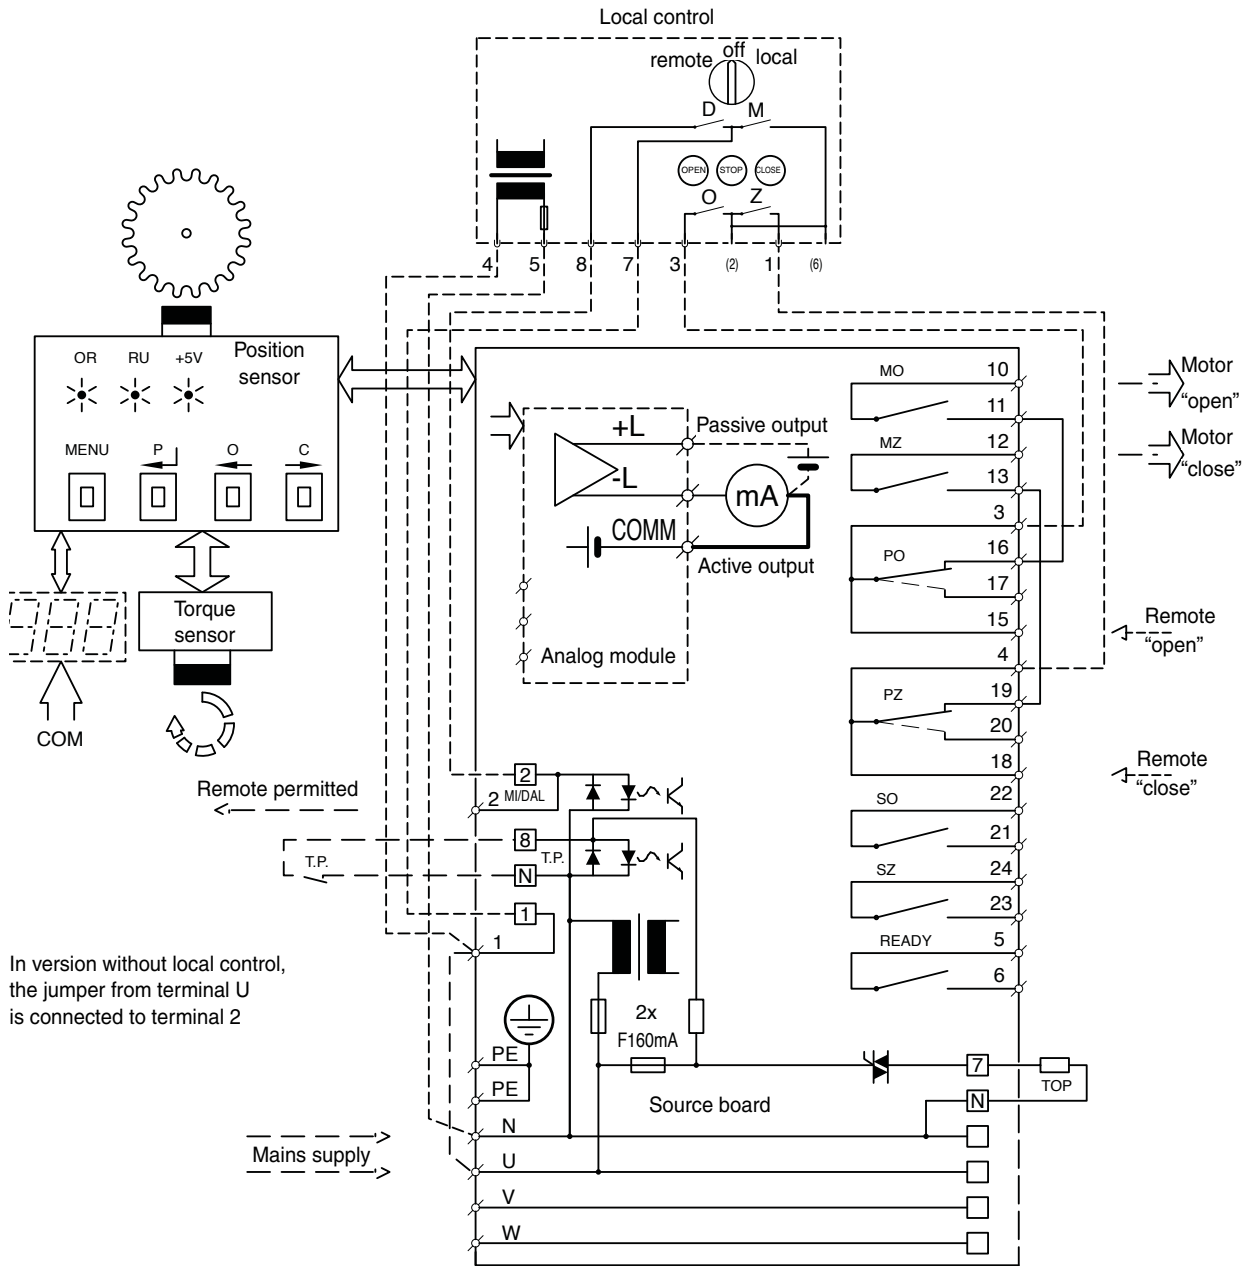 Local control
remote off local
D M
OPEN STOP CLOSE
O Z
4 5 8 7 3 (2) 1 (6)
OR RU +5V Position
sensor
MENU P O C
Torque
sensor
COM
+L Passive output
-L mA
COMM
Active output
Analog module
MO 10
11
MZ 12
13
3
PO 16
17
15
4
PZ 19
20
18
SO 22
21
SZ 24
23
READY 5
6
Motor
“open”
Motor
“close”
Remote
“open”
Remote
“close”
Remote permitted
2
2 MI/DAL
8
T.P. T.P.
N
1
1
In version without local control,
the jumper from terminal U
is connected to terminal 2
2x
F160mA
PE
PE
7
TOP
N
Source board
N
Mains supply
U
V
W